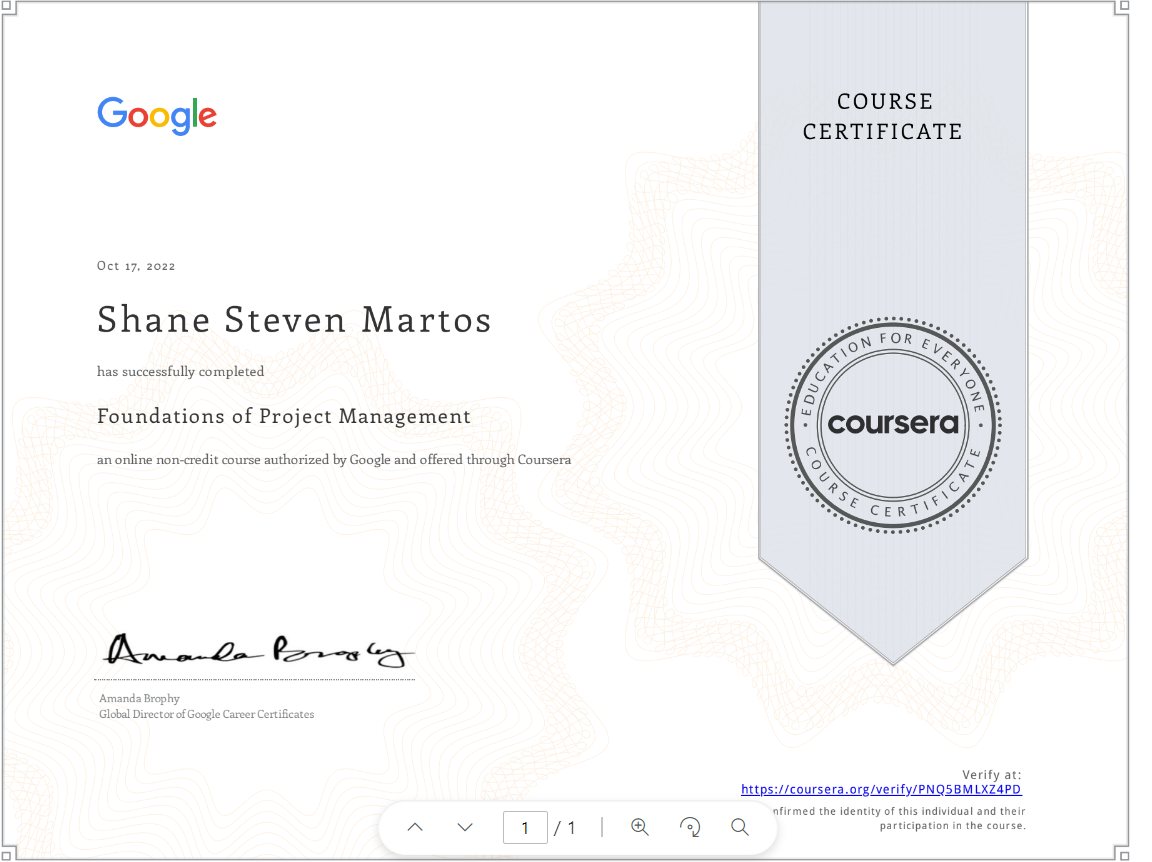 Google
COURSE
CERTIFICATE
Oct 17, 2022
Shane Steven Martos
has successfully completed
Foundations of Project Management
an online non-credit course authorized by Google and offered through Coursera
EDUCATION FOR EVERYONE
coursera
COURSE CERTIFICATE
Amanda Brophy
Amanda Brophy
Global Director of Google Career Certificates
Verify at:
https://coursera.org/verify/PNQ5BMLXZ4PD
nfirmed the identity of this individual and their
participation in the course.
1 / 1